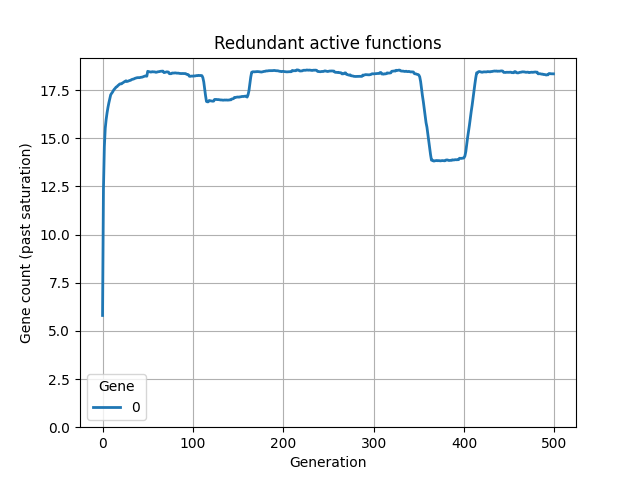 Redundant active functions
Gene count (past saturation)
17.5
15.0
12.5
10.0
7.5
5.0
2.5
0.0
Gene
0
0 100 200 300 400 500
Generation